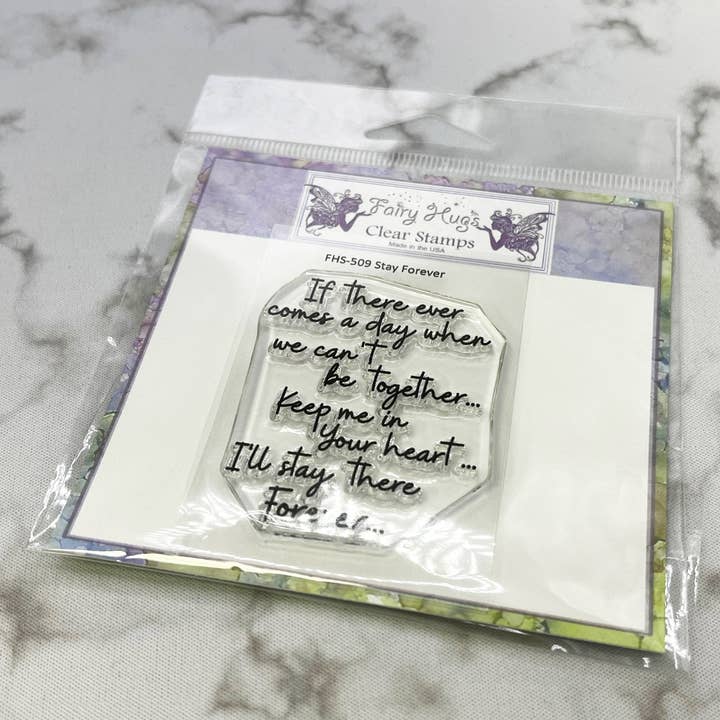 Fairy Hugs
Clear Stamps
Made in the USA
FHS-509 Stay Forever
If there ever
comes a day when
we can't
be together...
Keep me in
your heart...
I'll stay there
Forever...